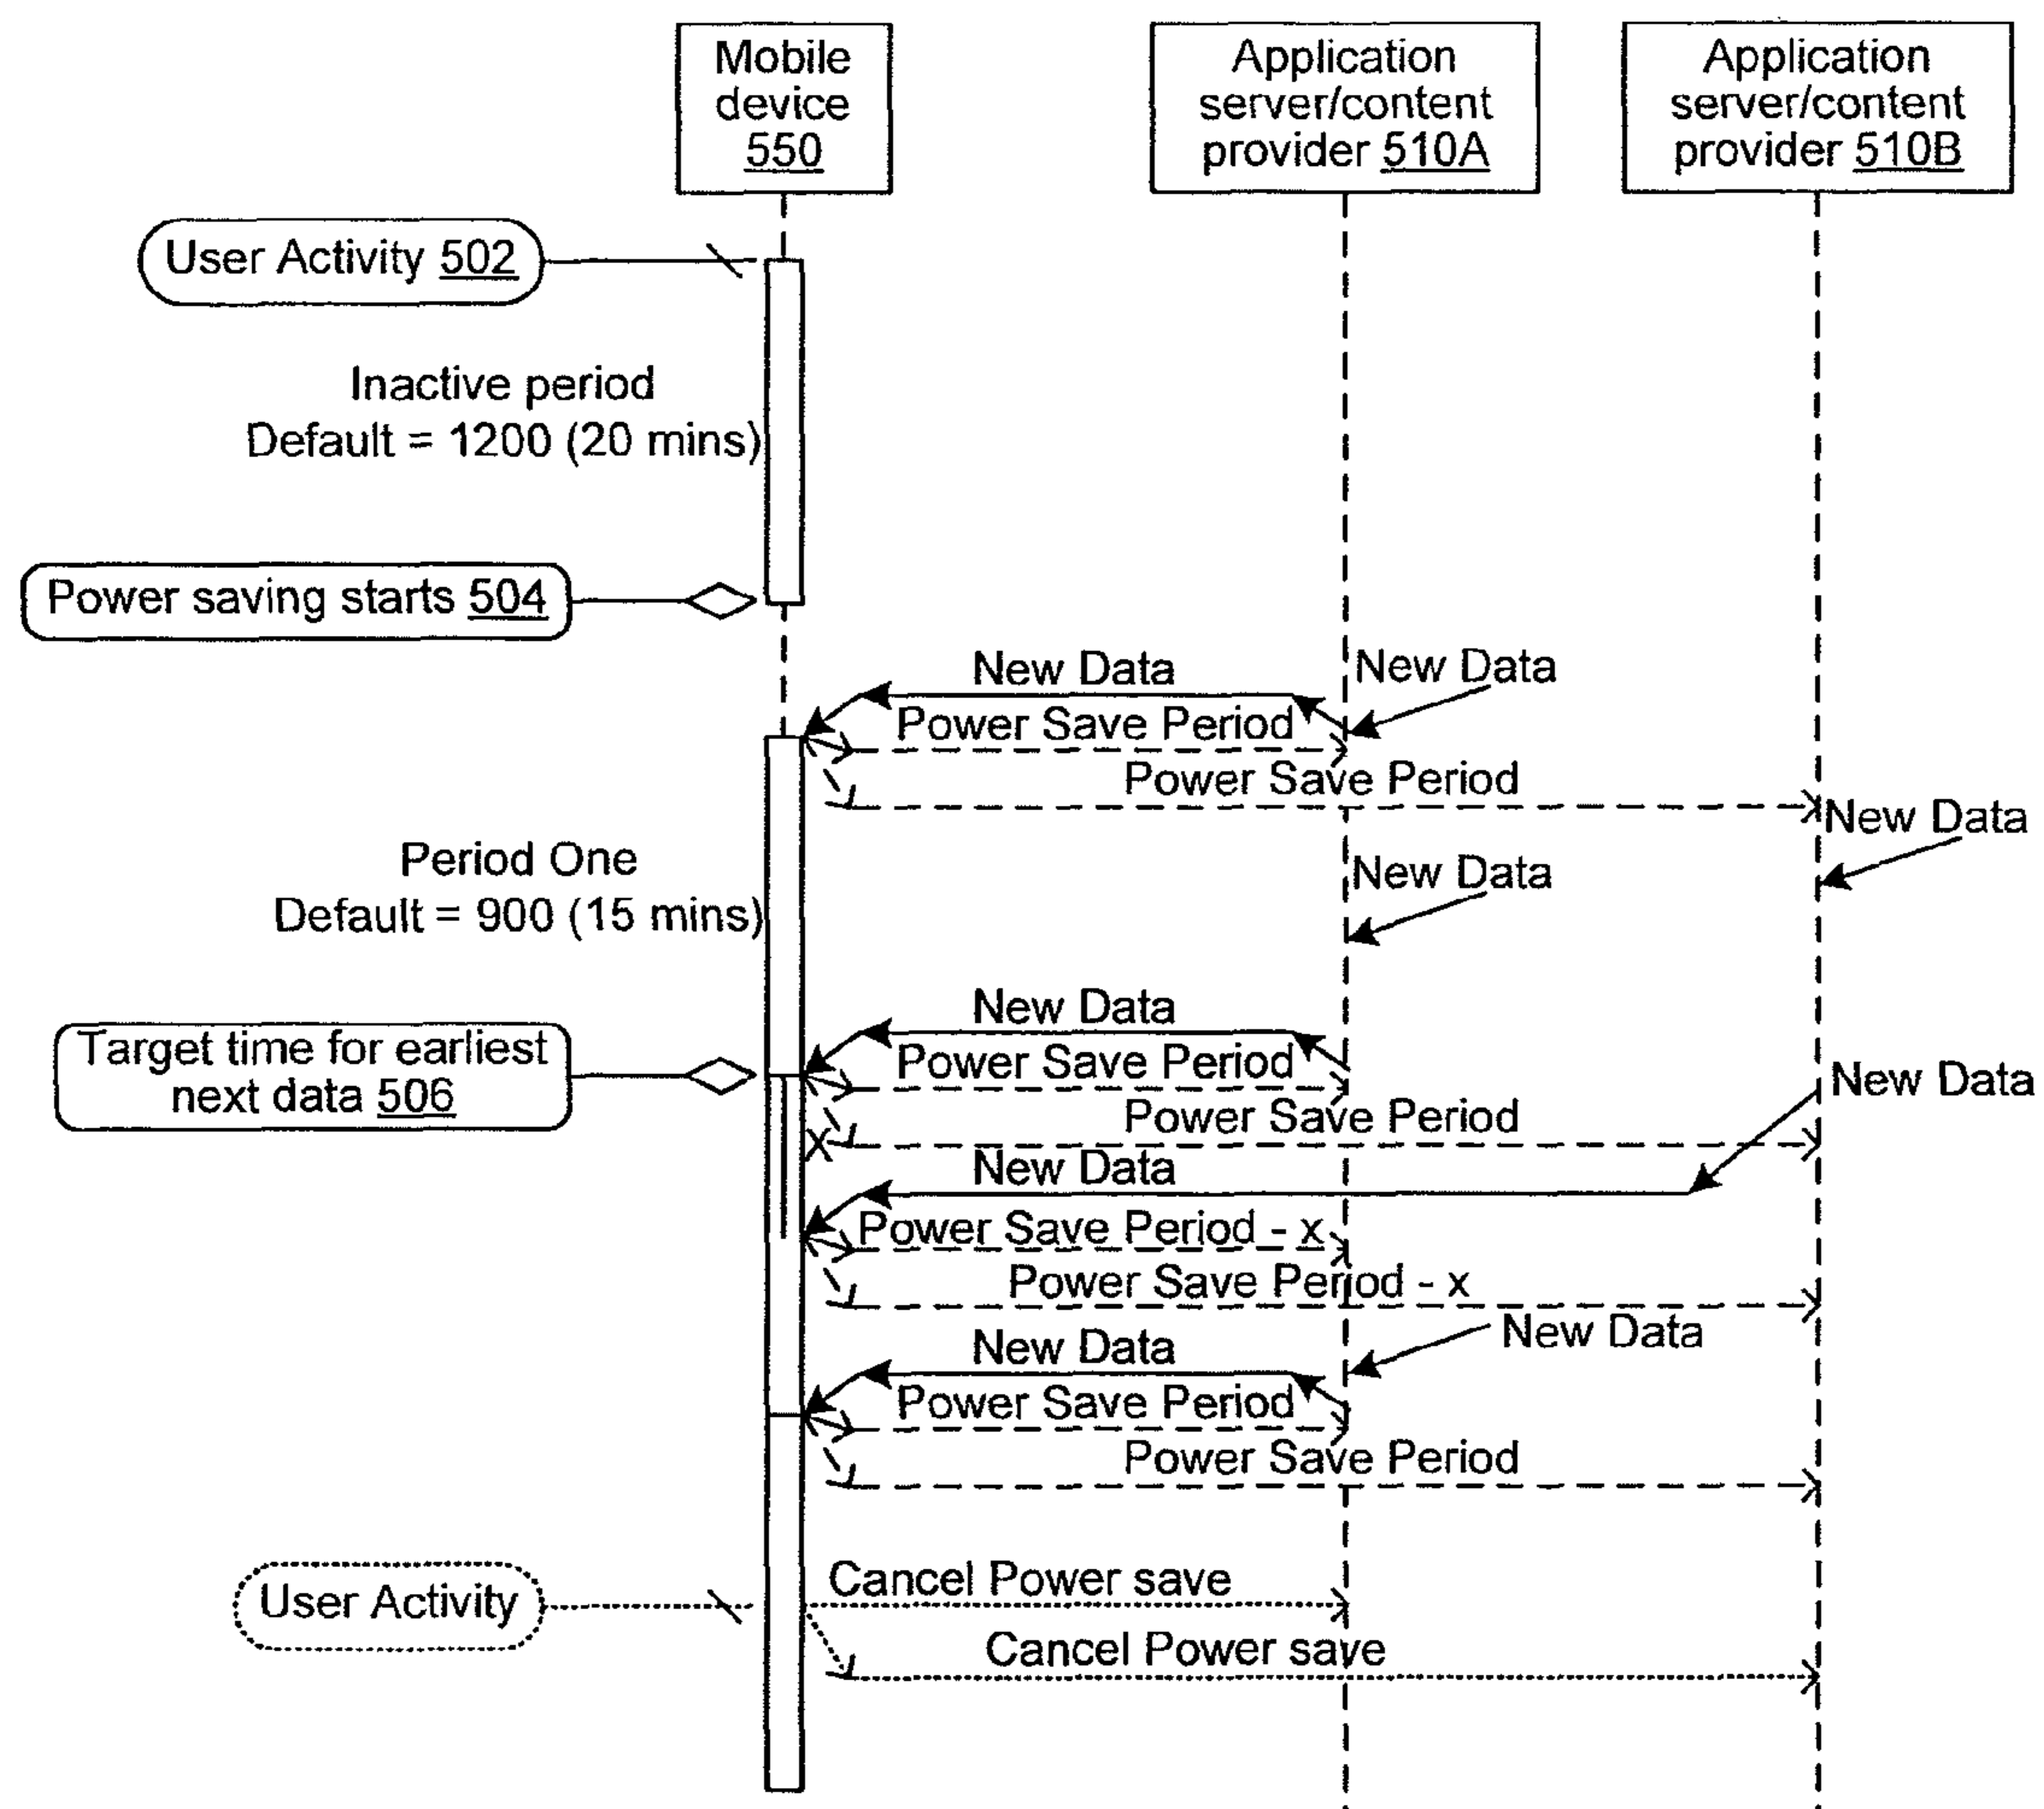 Mobile
device
550
Application
server/content
provider 510A
Application
server/content
provider 510B
User Activity 502
Inactive period
Default = 1200 (20 mins)
Power saving starts 504
New Data
New Data
Power Save Period
Power Save Period
New Data
Period One
Default = 900 (15 mins)
New Data
New Data
Target time for earliest
next data 506
Power Save Period
New Data
Power Save Period
X
New Data
Power Save Period - x
Power Save Period - x
New Data
New Data
Power Save Period
Power Save Period
User Activity
Cancel Power save
Cancel Power save